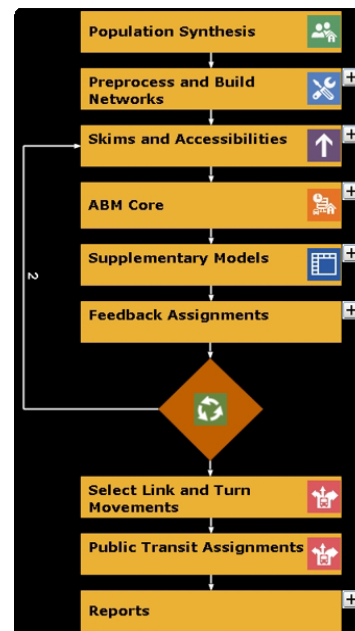 Population Synthesis
Preprocess and Build
Networks
Skims and Accessibilities
ABM Core
Supplementary Models
2
Feedback Assignments
Select Link and Turn
Movements
Public Transit Assignments
Reports